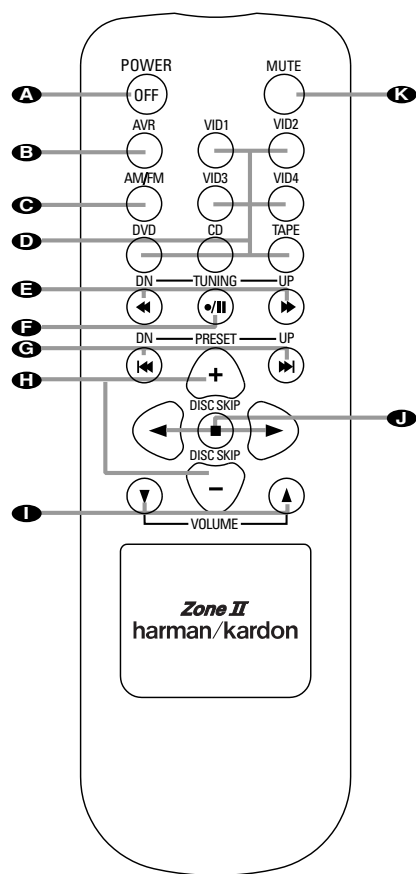 POWER MUTE
A OFF K
AVR VID1 VID2
B
AM/FM VID3 VID4
C
D DVD CD TAPE
E DN TUNING UP
F
G DN PRESET UP
H +
DISC SKIP
J
DISC SKIP
−
I VOLUME
Zone II
harman/kardon